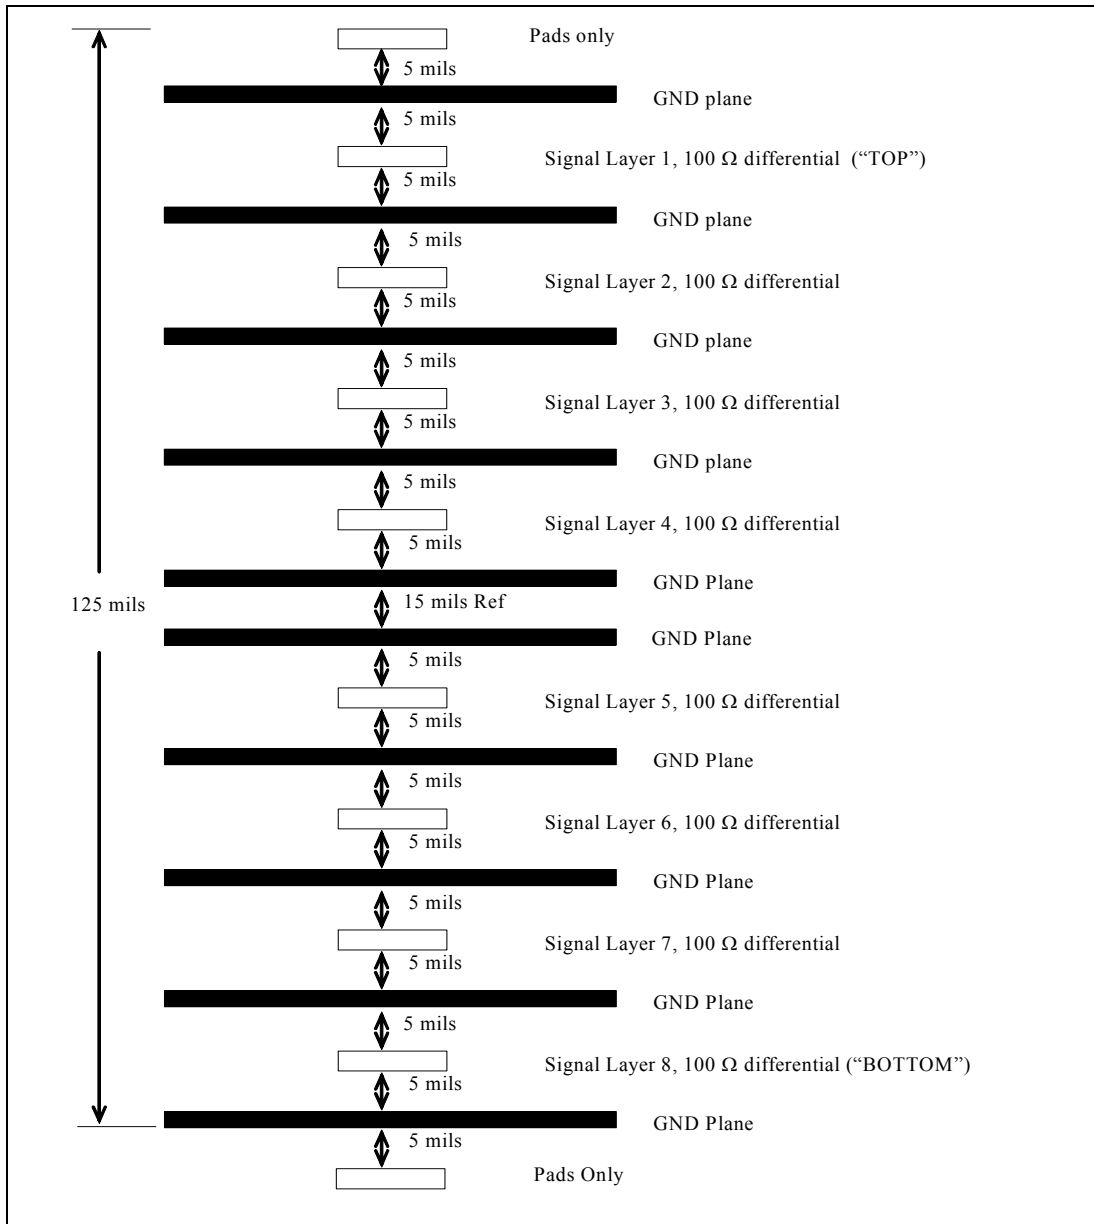 Pads only
5 mils
GND plane
5 mils
Signal Layer 1, 100 Ω differential (“TOP”)
5 mils
GND plane
5 mils
Signal Layer 2, 100 Ω differential
5 mils
GND plane
5 mils
Signal Layer 3, 100 Ω differential
5 mils
GND plane
5 mils
Signal Layer 4, 100 Ω differential
5 mils
GND Plane
125 mils
15 mils Ref
GND Plane
5 mils
Signal Layer 5, 100 Ω differential
5 mils
GND Plane
5 mils
Signal Layer 6, 100 Ω differential
5 mils
GND Plane
5 mils
Signal Layer 7, 100 Ω differential
5 mils
GND Plane
5 mils
Signal Layer 8, 100 Ω differential (“BOTTOM”)
5 mils
GND Plane
5 mils
Pads Only